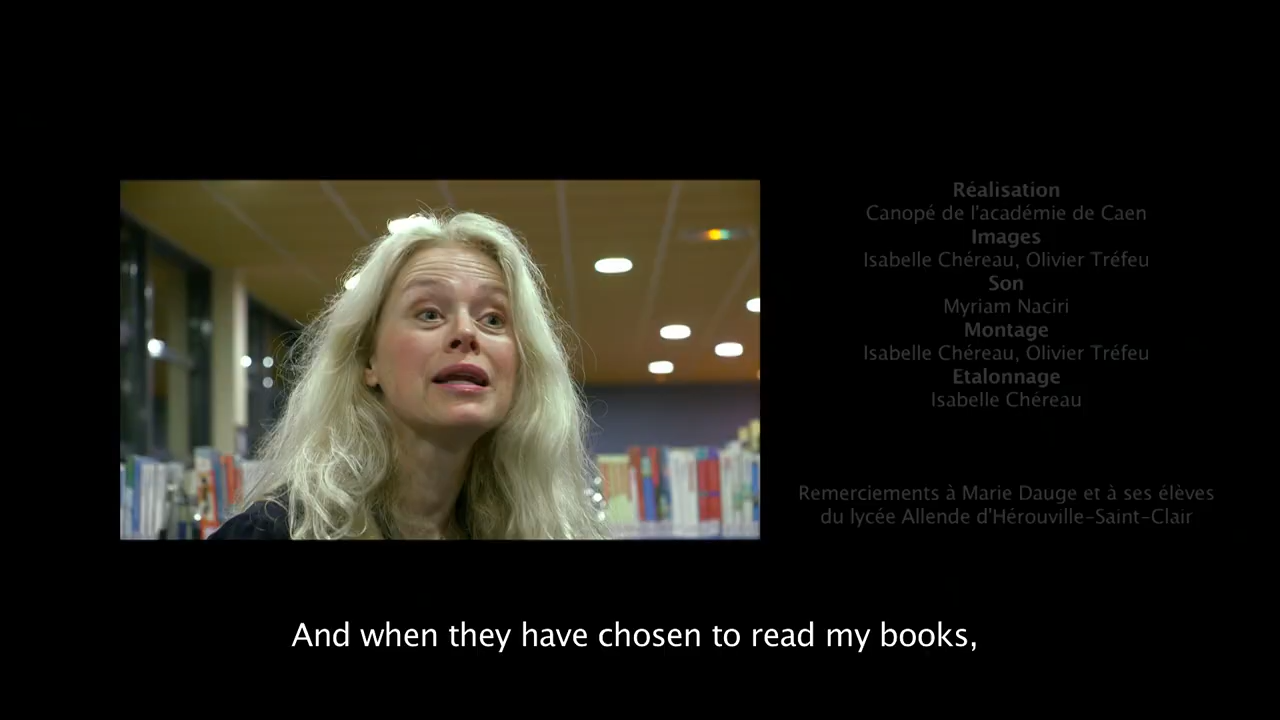 Réalisation
Canopé de l'académie de Caen
Images
Isabelle Chéreau, Olivier Tréfeu
Son
Myriam Naciri
Montage
Isabelle Chéreau, Olivier Tréfeu
Etalonnage
Isabelle Chéreau
Remerciements à Marie Dauge et à ses élèves
du lycée Allende d'Hérouville-Saint-Clair
And when they have chosen to read my books,